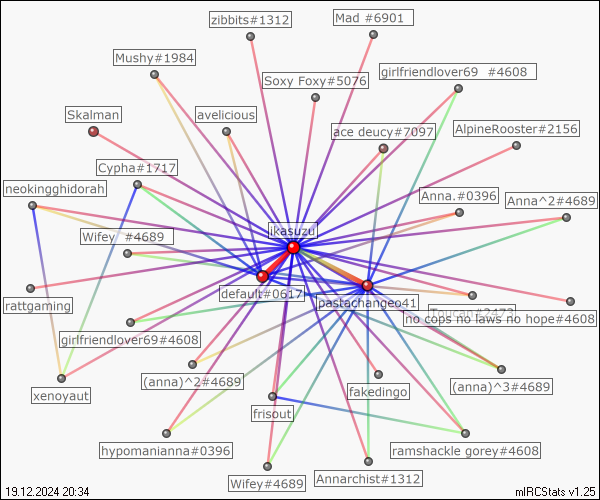 zibbits#1312
Mad #6901
Mushy#1984
Soxy Foxy#5076
girlfriendlover69 #4608
Skalman
avelicious
ace deucy#7097
AlpineRooster#2156
Cypha#1717
neokingghidorah
Anna.#0396
Anna^2#4689
Wifey #4689
ikasuzu
default#0617
pastachangeo41
Toucan#2473
rattgaming
no cops no laws no hope#4608
girlfriendlover69#4608
(anna)^2#4689
fakedingo
(anna)^3#4689
xenoyaut
frisout
hypomanianna#0396
ramshackle gorey#4608
Wifey#4689
Annarchist#1312
19.12.2024 20:34
mIRCStats v1.25